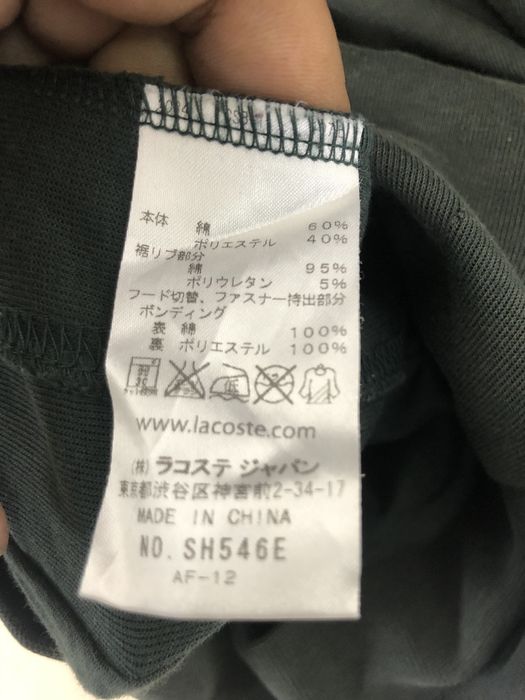 本体 綿 60%
ポリエステル 40%
裾リブ部分
綿 95%
ポリウレタン 5%
フード切替、ファスナー持出部分
ボンディング
表 綿 100%
裏 ポリエステル 100%
www.lacoste.com
(株) ラコステ ジャパン
東京都渋谷区神宮前2-34-17
MADE IN CHINA
NO. SH546E
AF-12